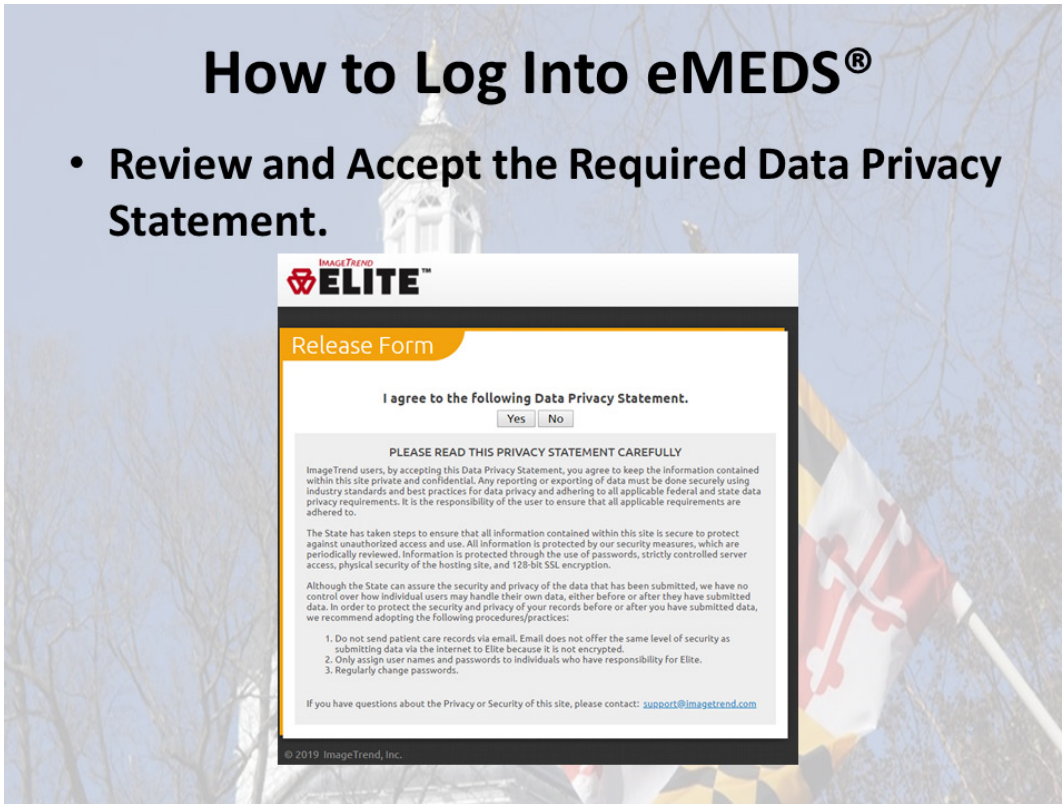 How to Log Into eMEDS®
• Review and Accept the Required Data Privacy
Statement.
IMAGETREND
ELITE™
Release Form
I agree to the following Data Privacy Statement.
Yes No
PLEASE READ THIS PRIVACY STATEMENT CAREFULLY
ImageTrend users, by accepting this Data Privacy Statement, you agree to keep the information contained
within this site private and confidential. Any reporting or exporting of data must be done securely using
industry standards and best practices for data privacy and adhering to all applicable federal and state data
privacy requirements. It is the responsibility of the user to ensure that all applicable requirements are
adhered to.
The State has taken steps to ensure that all information contained within this site is secure to protect
against unauthorized access and use. All information is protected by our security measures, which are
periodically reviewed. Information is protected through the use of passwords, strictly controlled server
access, physical security of the hosting site, and 128-bit SSL encryption.
Although the State can assure the security and privacy of the data that has been submitted, we have no
control over how individual users may handle their own data, either before or after they have submitted
data. In order to protect the security and privacy of your records before or after you have submitted data,
we recommend adopting the following procedures/practices:
1. Do not send patient care records via email. Email does not offer the same level of security as
submitting data via the internet to Elite because it is not encrypted.
2. Only assign user names and passwords to individuals who have responsibility for Elite.
3. Regularly change passwords.
If you have questions about the Privacy or Security of this site, please contact: support@imagetrend.com
© 2019 ImageTrend, Inc.